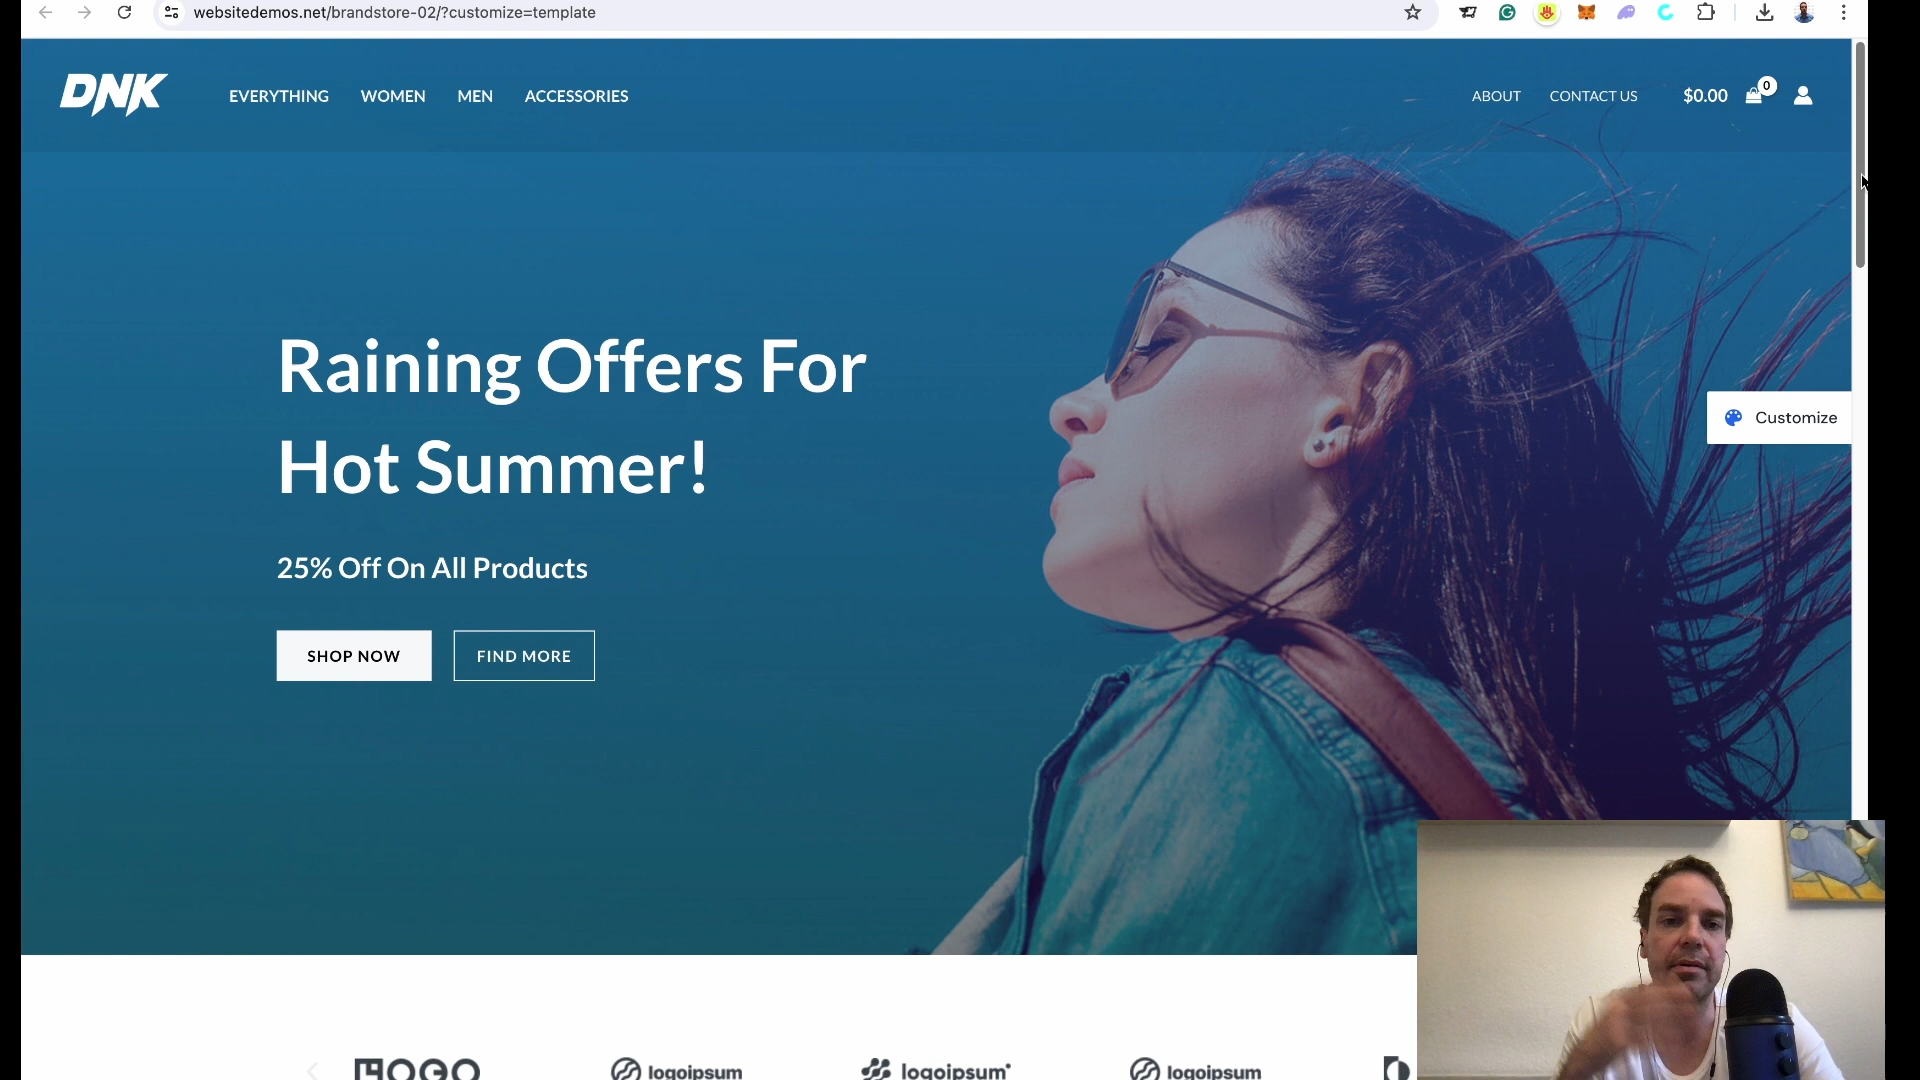 websitedemos.net/brandstore-02/?customize=template
DNK
EVERYTHING
WOMEN
MEN
ACCESSORIES
ABOUT
CONTACT US
$0.00
0
Raining Offers For
Hot Summer!
25% Off On All Products
SHOP NOW
FIND MORE
Customize
logoipsum
logoipsum
logoipsum